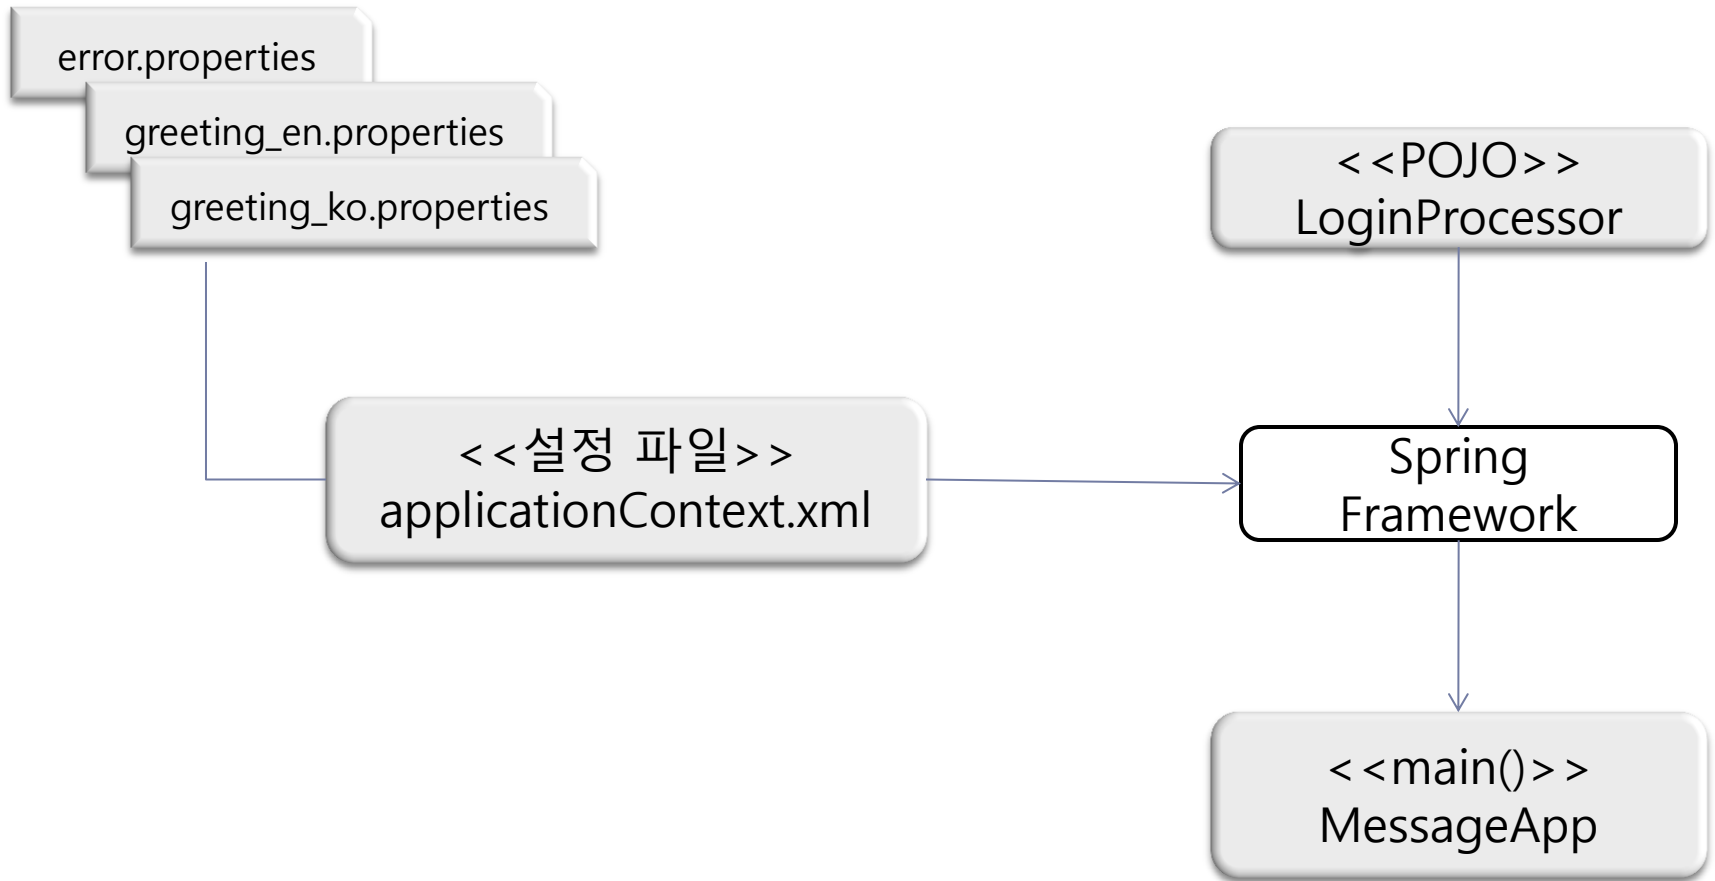 error.properties
greeting_en.properties
greeting_ko.properties
<<POJO>>
LoginProcessor
<<설정 파일>>
applicationContext.xml
Spring
Framework
<<main()>>
MessageApp